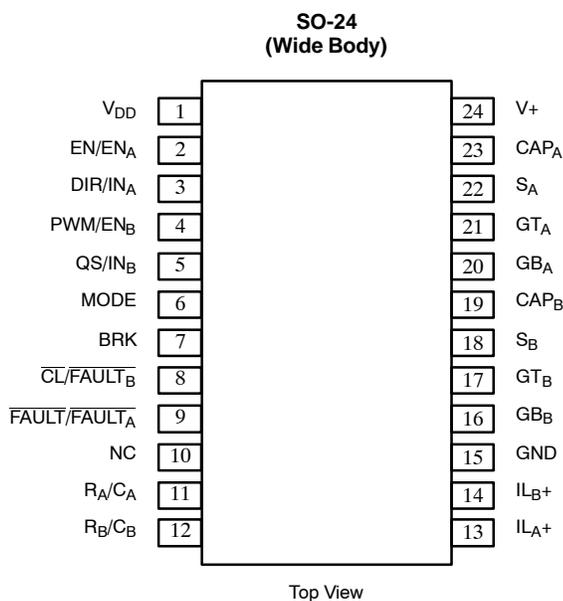 SO-24
(Wide Body)
VDD 1 24 V+
EN/ENA 2 23 CAPA
DIR/INA 3 22 SA
PWM/ENB 4 21 GTA
QS/INB 5 20 GBA
MODE 6 19 CAPB
BRK 7 18 SB
CL/FAULTB 8 17 GTB
FAULT/FAULTA 9 16 GBB
NC 10 15 GND
RA/CA 11 14 ILB+
RB/CB 12 13 ILA+
Top View